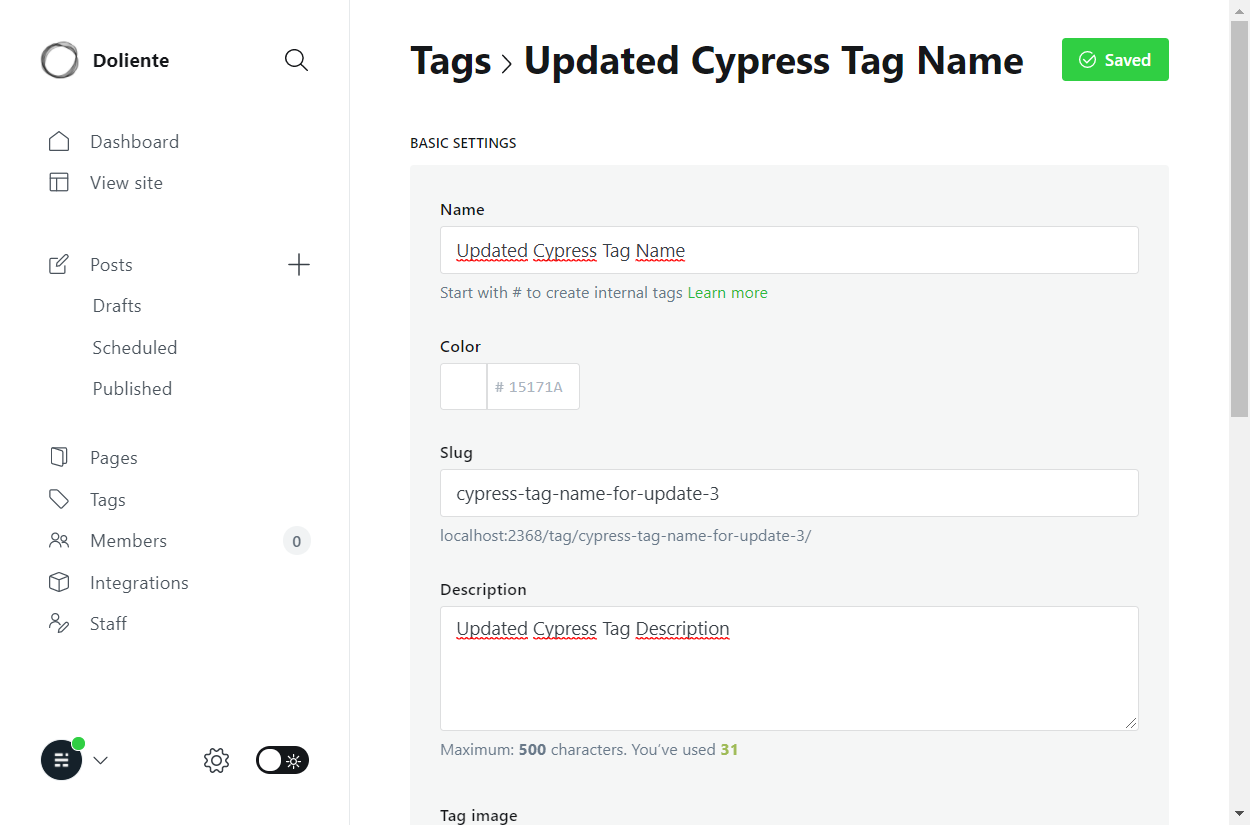 Doliente
Dashboard
View site
Posts
Drafts
Scheduled
Published
Pages
Tags
Members 0
Integrations
Staff
Tags > Updated Cypress Tag Name
Saved
BASIC SETTINGS
Name
Updated Cypress Tag Name
Start with # to create internal tags Learn more
Color
# 15171A
Slug
cypress-tag-name-for-update-3
localhost:2368/tag/cypress-tag-name-for-update-3/
Description
Updated Cypress Tag Description
Maximum: 500 characters. You’ve used 31
Tag image